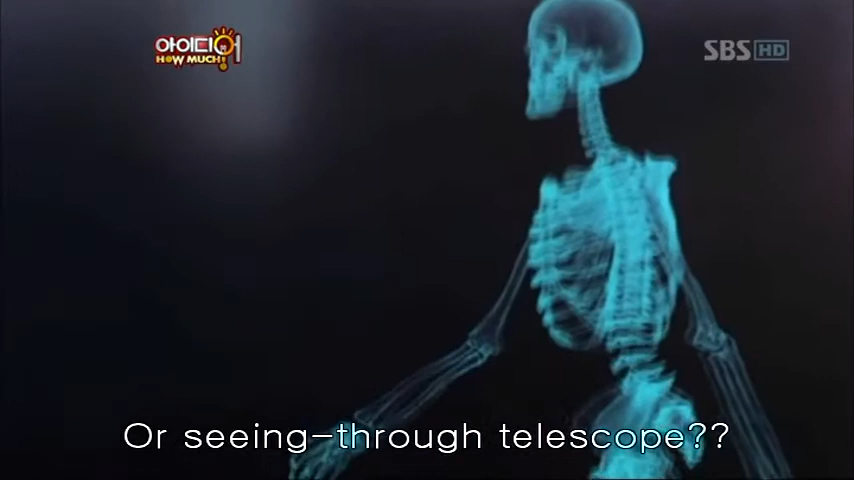 아이디어
HOW MUCH!
SBS HD
Or seeing-through telescope??